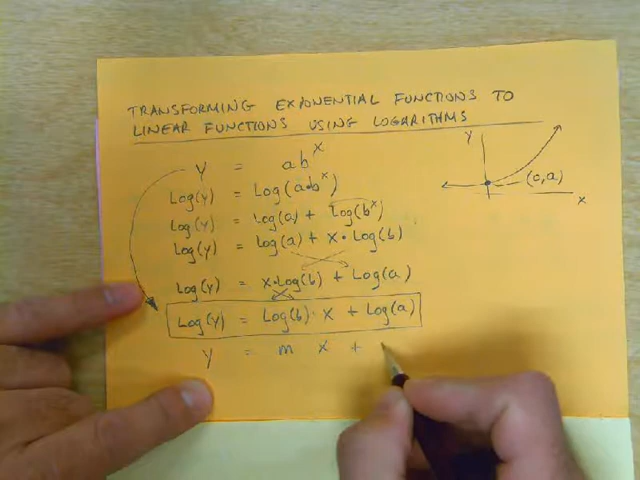 TRANSFORMING EXPONENTIAL FUNCTIONS TO
LINEAR FUNCTIONS USING LOGARITHMS
Y = ab^x
Log(y) = Log(a•b^x)
Log(y) = Log(a) + Log(b^x)
Log(y) = Log(a) + x•Log(b)
Log(y) = x•Log(b) + Log(a)
Log(y) = Log(b)•x + Log(a)
Y = m x +
Y
(0,a)
x